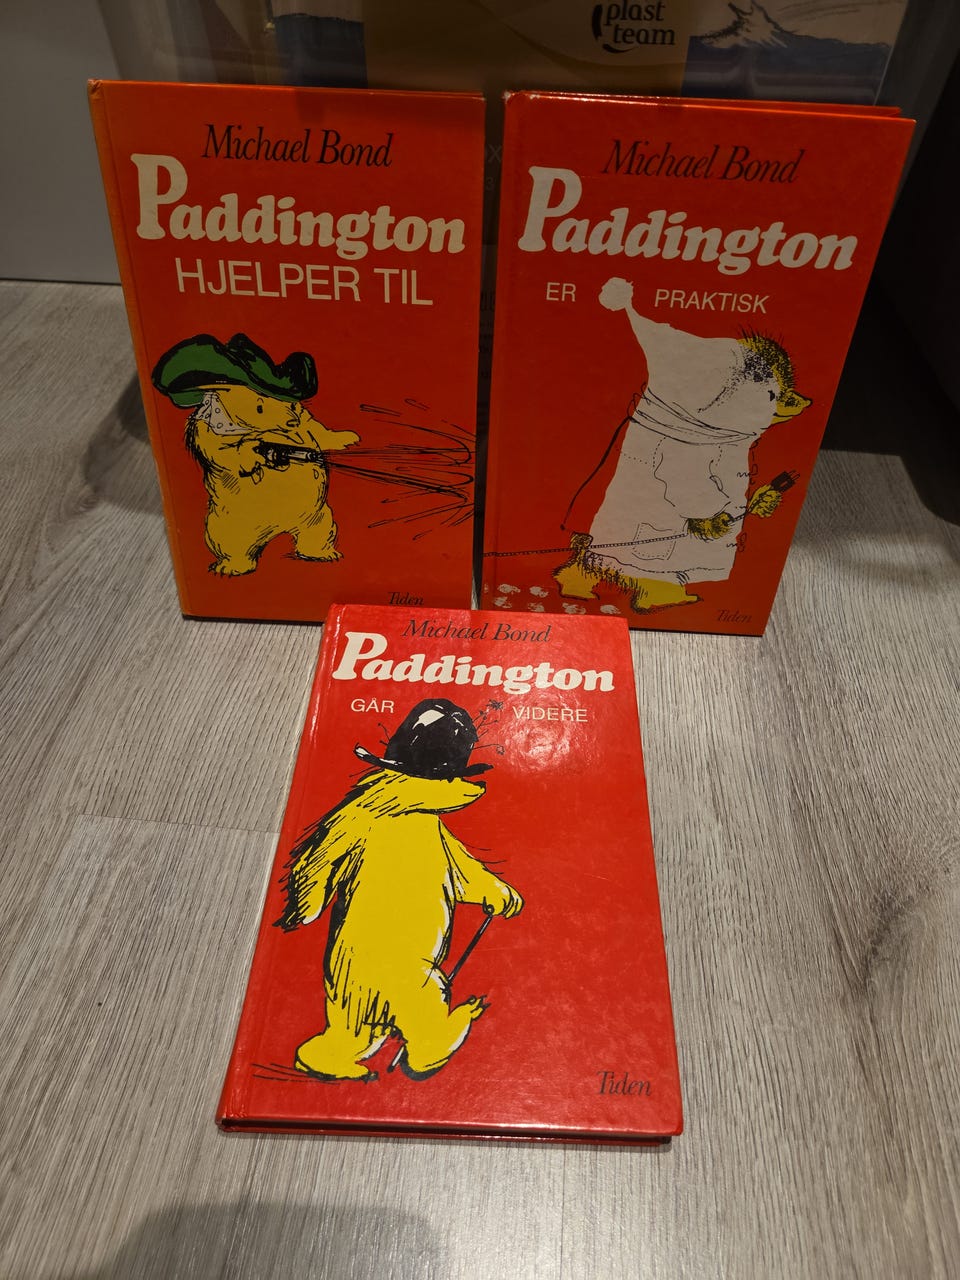 plast
team
Michael Bond
Paddington
HJELPER TIL
Tiden
Michael Bond
Paddington
ER PRAKTISK
Tiden
Michael Bond
Paddington
GÅR VIDERE
Tiden